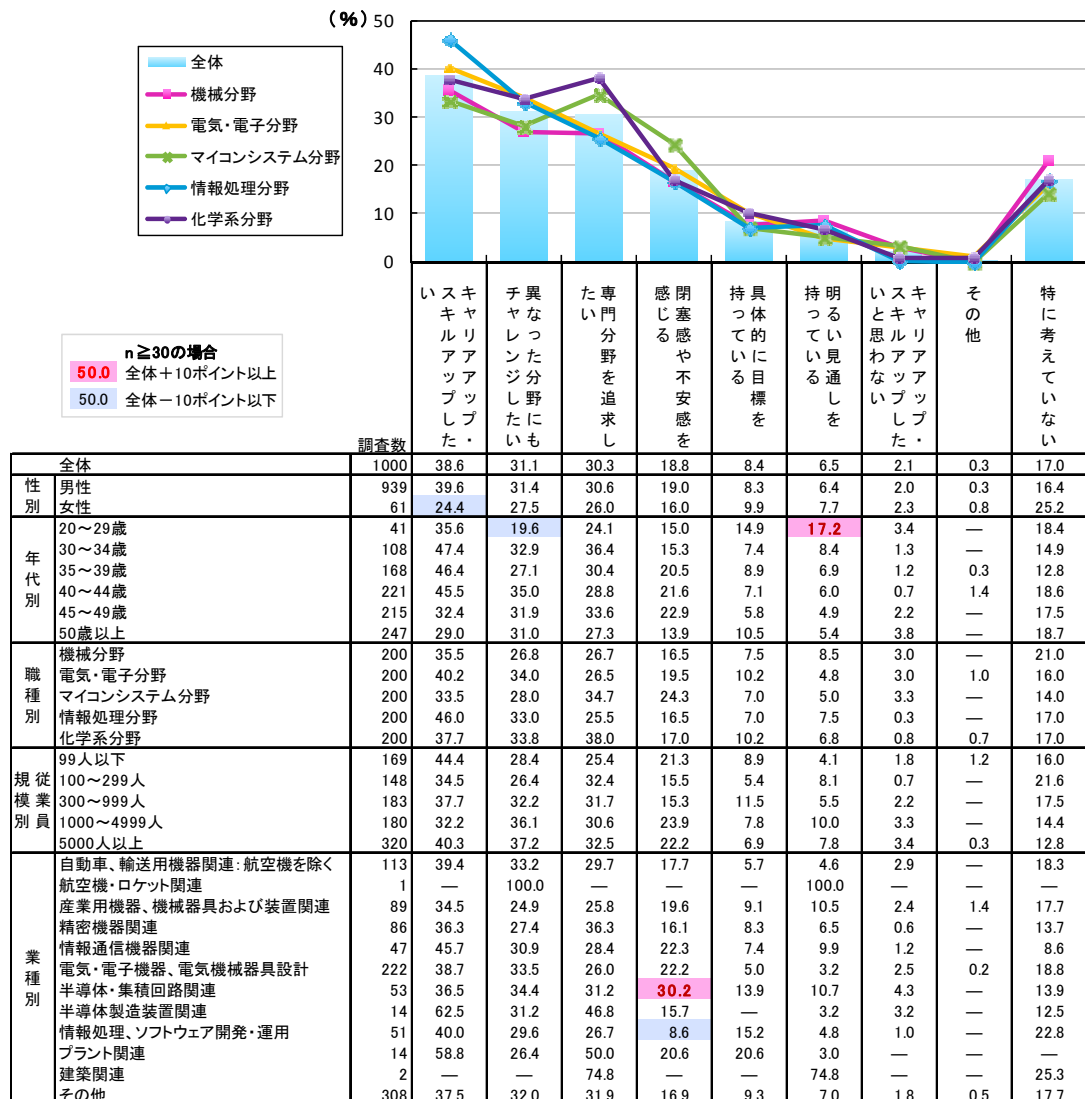 （%）
50
40
30
20
10
0
全体
機械分野
電気・電子分野
マイコンシステム分野
情報処理分野
化学系分野
キャリアアップ・
スキルアップした
い
異なった分野にも
チャレンジしたい
専門分野を追求し
たい
閉塞感や不安感を
感じる
具体的に目標を
持っている
明るい見通しを
持っている
キャリアアップ・
スキルアップした
いと思わない
その他
特に考えていない
n≧30の場合
50.0 全体＋10ポイント以上
50.0 全体－10ポイント以下
調査数
全体 1000 38.6 31.1 30.3 18.8 8.4 6.5 2.1 0.3 17.0
性別
男性 939 39.6 31.4 30.6 19.0 8.3 6.4 2.0 0.3 16.4
女性 61 24.4 27.5 26.0 16.0 9.9 7.7 2.3 0.8 25.2
年代別
20～29歳 41 35.6 19.6 24.1 15.0 14.9 17.2 3.4 — 18.4
30～34歳 108 47.4 32.9 36.4 15.3 7.4 8.4 1.3 — 14.9
35～39歳 168 46.4 27.1 30.4 20.5 8.9 6.9 1.2 0.3 12.8
40～44歳 221 45.5 35.0 28.8 21.6 7.1 6.0 0.7 1.4 18.6
45～49歳 215 32.4 31.9 33.6 22.9 5.8 4.9 2.2 — 17.5
50歳以上 247 29.0 31.0 27.3 13.9 10.5 5.4 3.8 — 18.7
職種別
機械分野 200 35.5 26.8 26.7 16.5 7.5 8.5 3.0 — 21.0
電気・電子分野 200 40.2 34.0 26.5 19.5 10.2 4.8 3.0 1.0 16.0
マイコンシステム分野 200 33.5 28.0 34.7 24.3 7.0 5.0 3.3 — 14.0
情報処理分野 200 46.0 33.0 25.5 16.5 7.0 7.5 0.3 — 17.0
化学系分野 200 37.7 33.8 38.0 17.0 10.2 6.8 0.8 0.7 17.0
従業員規模別
99人以下 169 44.4 28.4 25.4 21.3 8.9 4.1 1.8 1.2 16.0
100～299人 148 34.5 26.4 32.4 15.5 5.4 8.1 0.7 — 21.6
300～999人 183 37.7 32.2 31.7 15.3 11.5 5.5 2.2 — 17.5
1000～4999人 180 32.2 36.1 30.6 23.9 7.8 10.0 3.3 — 14.4
5000人以上 320 40.3 37.2 32.5 22.2 6.9 7.8 3.4 0.3 12.8
業種別
自動車、輸送用機器関連：航空機を除く 113 39.4 33.2 29.7 17.7 5.7 4.6 2.9 — 18.3
航空機・ロケット関連 1 — 100.0 — — — 100.0 — — —
産業用機器、機械器具および装置関連 89 34.5 24.9 25.8 19.6 9.1 10.5 2.4 1.4 17.7
精密機器関連 86 36.3 27.4 36.3 16.1 8.3 6.5 0.6 — 13.7
情報通信機器関連 47 45.7 30.9 28.4 22.3 7.4 9.9 1.2 — 8.6
電気・電子機器、電気機械器具設計 222 38.7 33.5 26.0 22.2 5.0 3.2 2.5 0.2 18.8
半導体・集積回路関連 53 36.5 34.4 31.2 30.2 13.9 10.7 4.3 — 13.9
半導体製造装置関連 14 62.5 31.2 46.8 15.7 — 3.2 3.2 — 12.5
情報処理、ソフトウェア開発・運用 51 40.0 29.6 26.7 8.6 15.2 4.8 1.0 — 22.8
プラント関連 14 58.8 26.4 50.0 20.6 20.6 3.0 — — —
建築関連 2 — — 74.8 — — 74.8 — — 25.3
その他 308 37.5 32.0 31.9 16.9 9.3 7.0 1.8 0.5 17.7